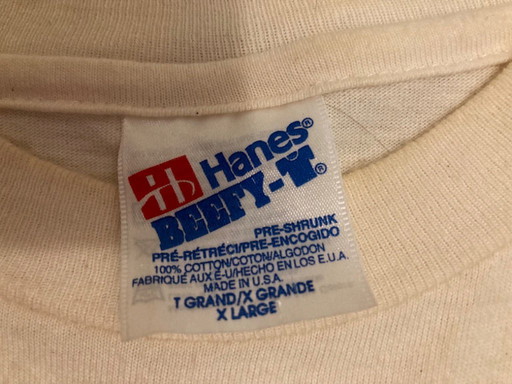 Hanes®
BEEFY-T®
PRE-SHRUNK
PRE-RÉTRÉCI/PRE-ENCOGIDO
100% COTTON/COTON/ALGODON
FABRIQUÉ AUX É-U/HECHO EN LOS E.U.A.
MADE IN U.S.A.
T GRAND/X GRANDE
X LARGE